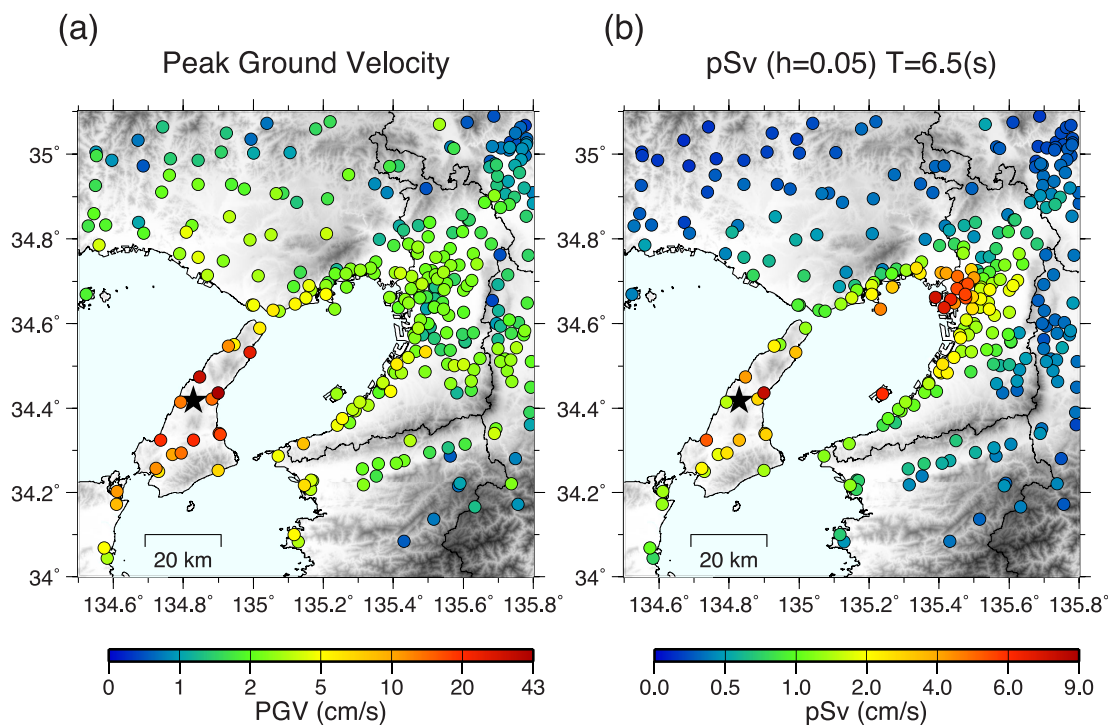 (a)
Peak Ground Velocity
35˚
34.8˚
34.6˚
34.4˚
34.2˚
34˚
20 km
134.6˚ 134.8˚ 135˚ 135.2˚ 135.4˚ 135.6˚ 135.8˚
0 1 2 5 10 20 43
PGV (cm/s)
(b)
pSv (h=0.05) T=6.5(s)
35˚
34.8˚
34.6˚
34.4˚
34.2˚
34˚
20 km
134.6˚ 134.8˚ 135˚ 135.2˚ 135.4˚ 135.6˚ 135.8˚
0.0 0.5 1.0 2.0 4.0 6.0 9.0
pSv (cm/s)